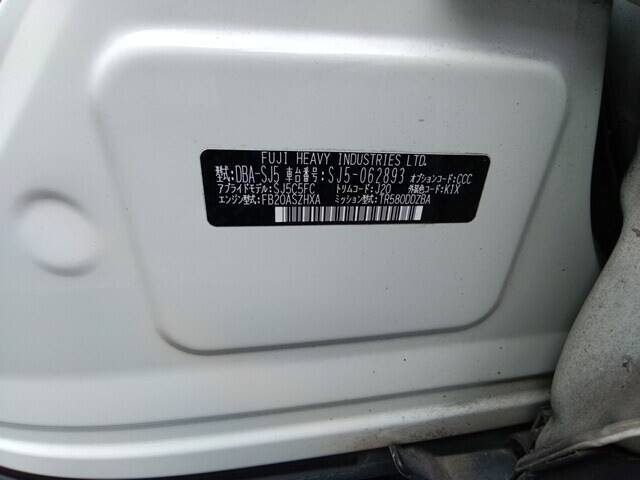 FUJI HEAVY INDUSTRIES LTD.
型式:DBA-SJ5 車台番号:SJ5-062893 オプションコード:CCC
アプライドモデル:SJ5C5FC トリムコード:J20 外装色コード:K1X
エンジン型式:FB20ASZHXA ミッション型式:TR580DDZBA